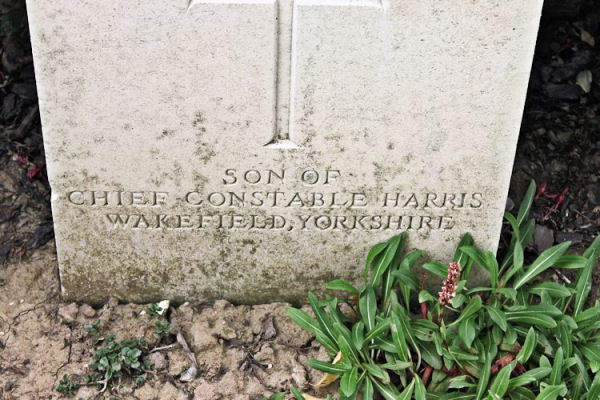 SON OF
CHIEF CONSTABLE HARRIS
WAKEFIELD, YORKSHIRE